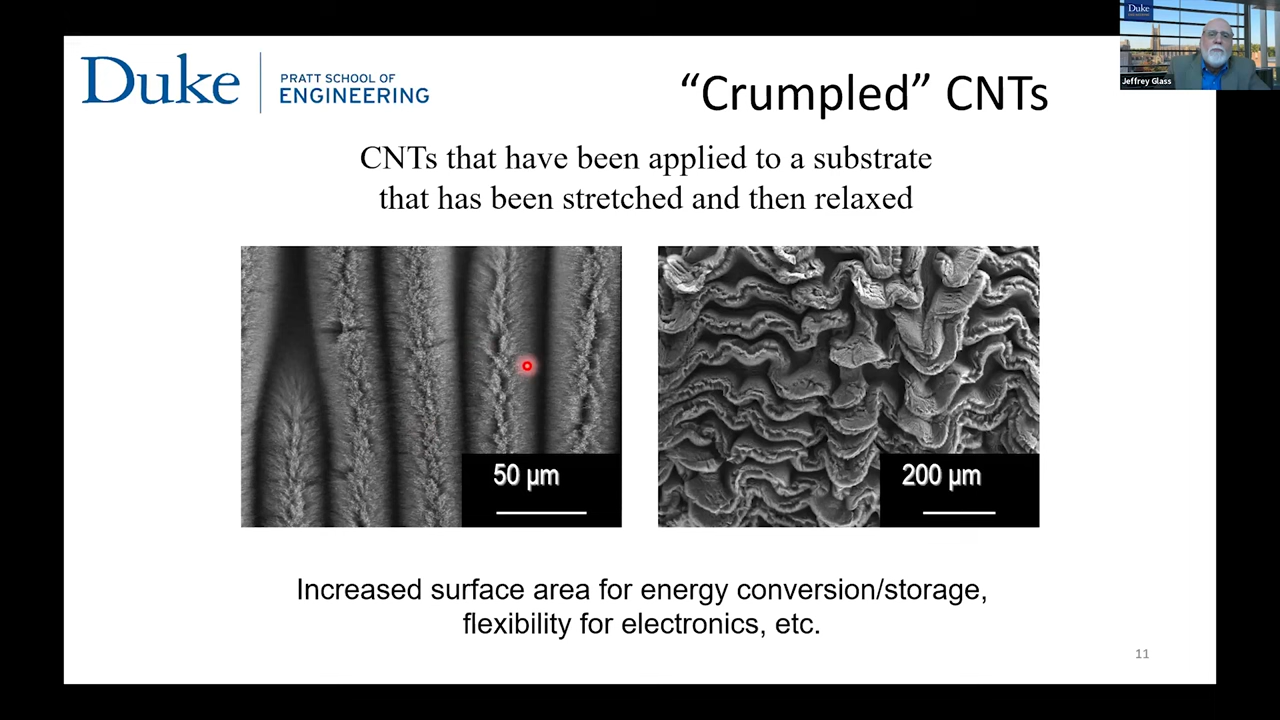 Duke
PRATT SCHOOL OF
ENGINEERING
"Crumpled" CNTs
Duke
Jeffrey Glass
CNTs that have been applied to a substrate
that has been stretched and then relaxed
50 μm
200 μm
Increased surface area for energy conversion/storage,
flexibility for electronics, etc.
11